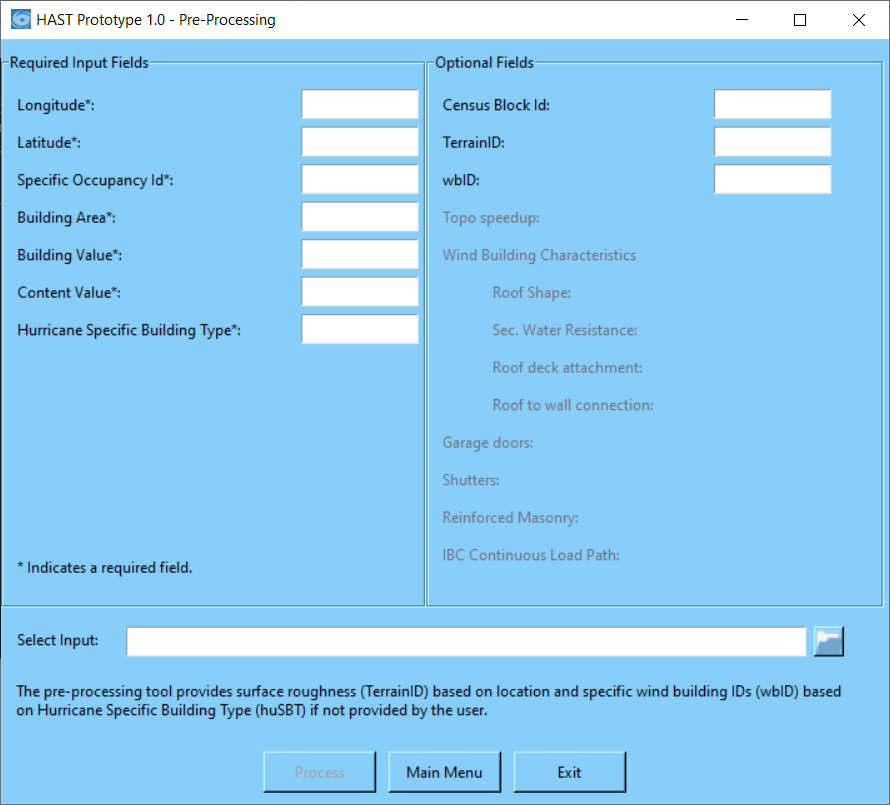 HAST Prototype 1.0 - Pre-Processing
Required Input Fields
Longitude*:
Latitude*:
Specific Occupancy Id*:
Building Area*:
Building Value*:
Content Value*:
Hurricane Specific Building Type*:
* Indicates a required field.
Optional Fields
Census Block Id:
TerrainID:
wbID:
Topo speedup:
Wind Building Characteristics
Roof Shape:
Sec. Water Resistance:
Roof deck attachment:
Roof to wall connection:
Garage doors:
Shutters:
Reinforced Masonry:
IBC Continuous Load Path:
Select Input:
The pre-processing tool provides surface roughness (TerrainID) based on location and specific wind building IDs (wbID) based
on Hurricane Specific Building Type (huSBT) if not provided by the user.
Process
Main Menu
Exit